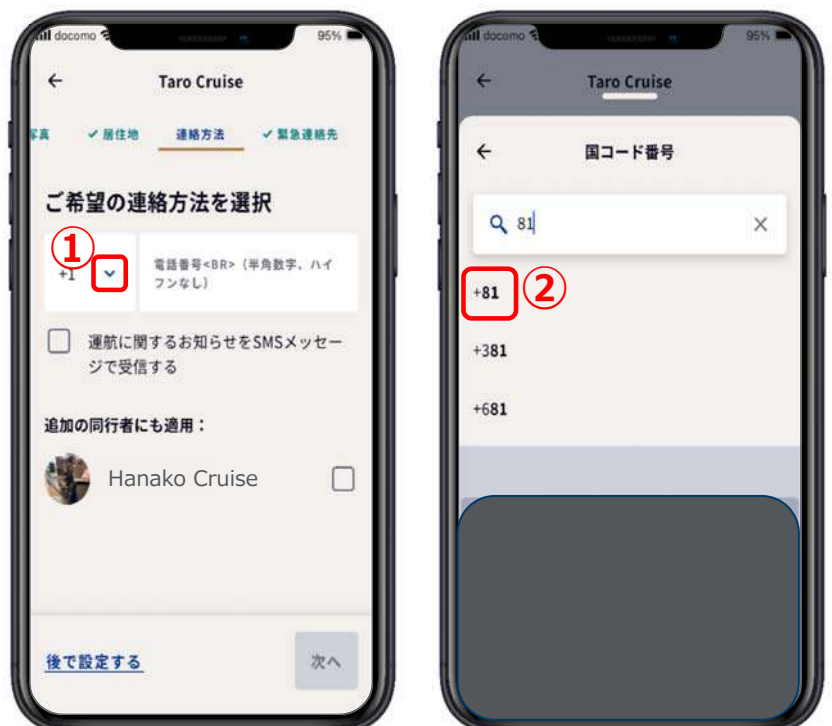 docomo
95%
Taro Cruise
写真
✓ 居住地
連絡方法
✓ 緊急連絡先
ご希望の連絡方法を選択
①
+1
電話番号<BR>（半角数字、ハイ
フンなし）
運航に関するお知らせをSMSメッセー
ジで受信する
追加の同行者にも適用：
Hanako Cruise
後で設定する
次へ
docomo
95%
Taro Cruise
国コード番号
81
+81
②
+381
+681